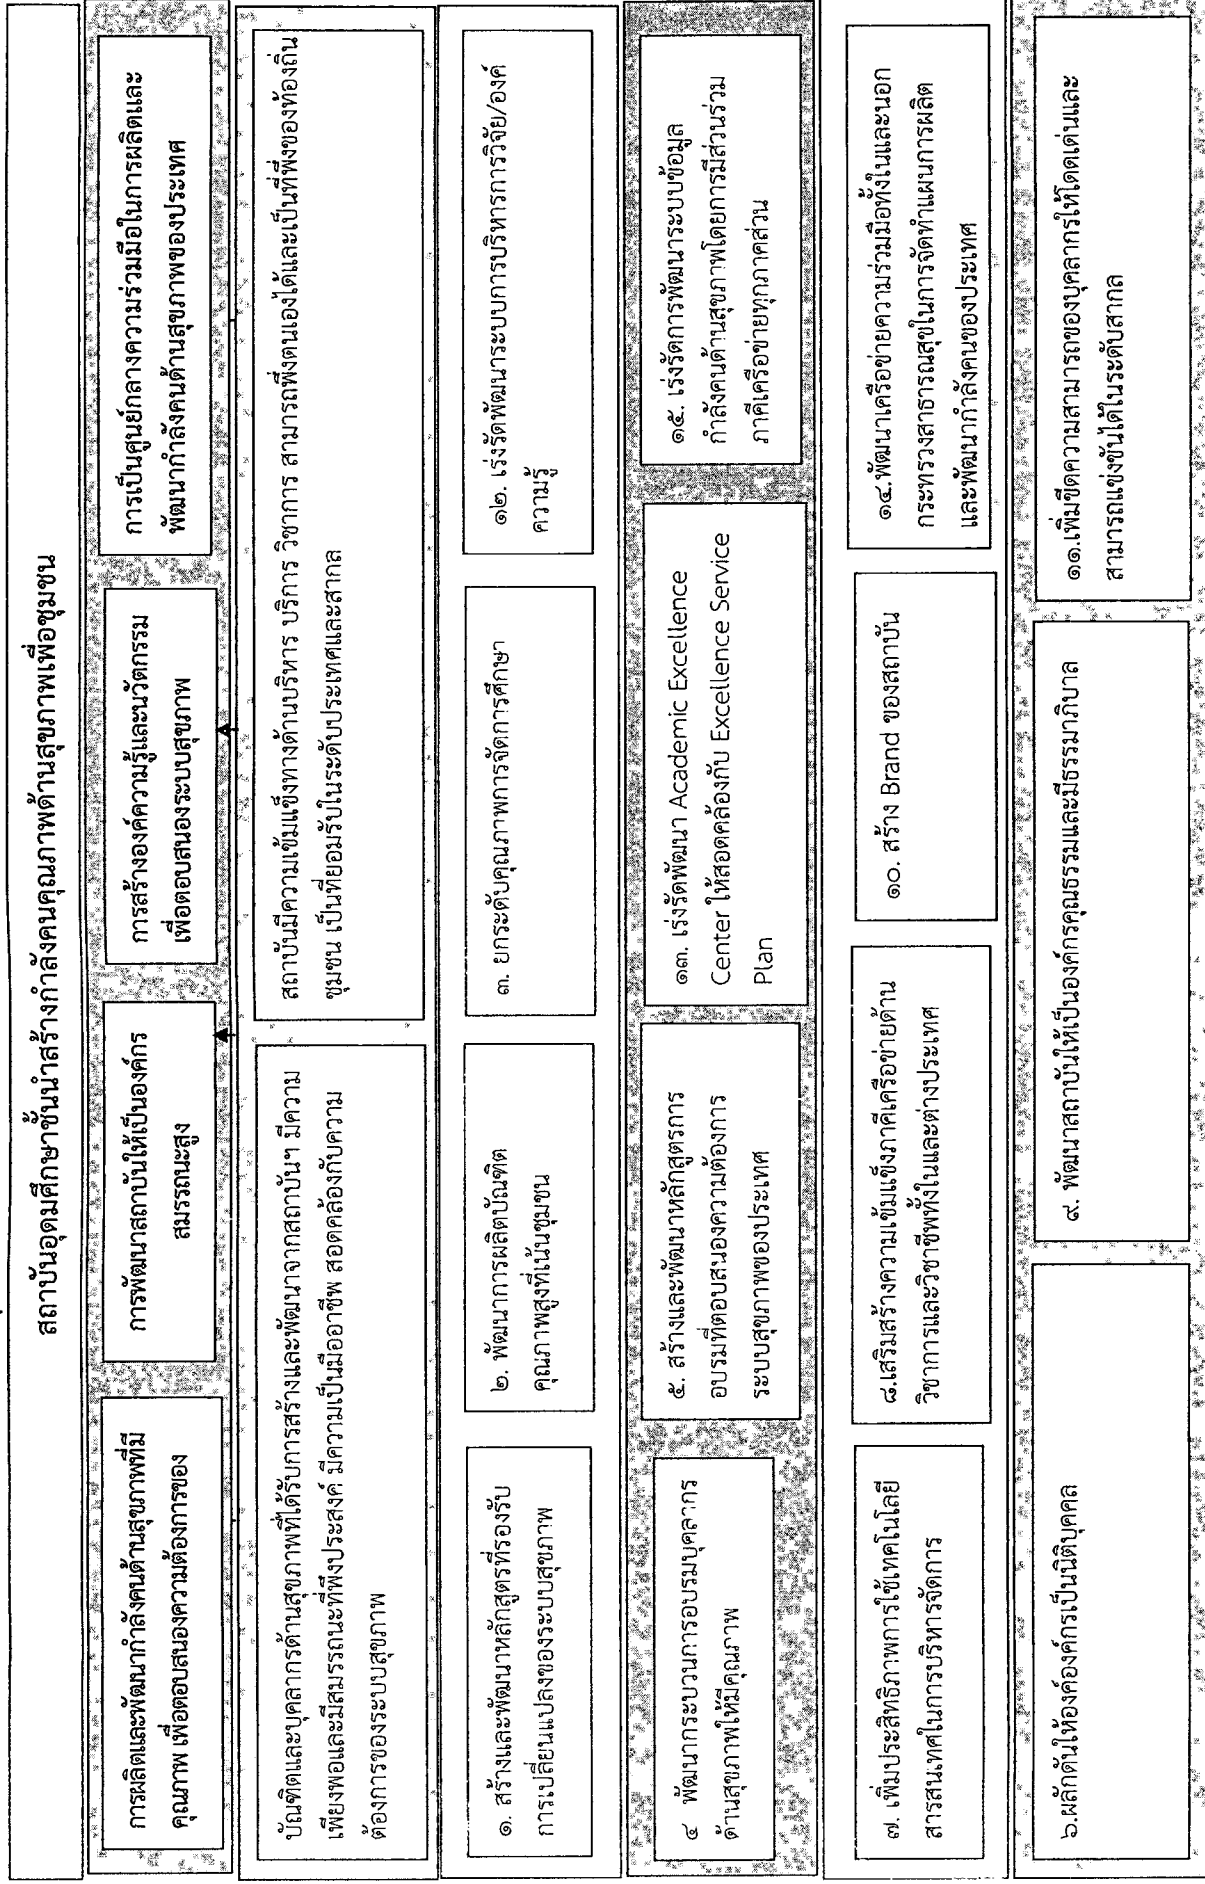 สถาบันอุดมศึกษาชั้นนำสร้างกำลังคนคุณภาพด้านสุขภาพเพื่อชุมชน
การผลิตและพัฒนากำลังคนด้านสุขภาพที่มี
คุณภาพ เพื่อตอบสนองความต้องการของ
การพัฒนาสถาบันให้เป็นองค์กร
สมรรถนะสูง
การสร้างองค์ความรู้และนวัตกรรม
เพื่อตอบสนองระบบสุขภาพ
การเป็นศูนย์กลางความร่วมมือในการผลิตและ
พัฒนากำลังคนด้านสุขภาพของประเทศ
บัณฑิตและบุคลากรด้านสุขภาพที่ได้รับการสร้างและพัฒนาจากสถาบันฯ มีความ
เพียงพอและมีสมรรถนะที่พึงประสงค์ มีความเป็นมืออาชีพ สอดคล้องกับความ
ต้องการของระบบสุขภาพ
สถาบันมีความเข้มแข็งทางด้านบริหาร บริการ วิชาการ สามารถพึ่งตนเองได้และเป็นที่พึ่งของท้องถิ่น
ชุมชน เป็นที่ยอมรับในระดับประเทศและสากล
๑. สร้างและพัฒนาหลักสูตรที่รองรับ
การเปลี่ยนแปลงของระบบสุขภาพ
๒. พัฒนาการผลิตบัณฑิต
คุณภาพสูงที่เน้นชุมชน
๓. ยกระดับคุณภาพการจัดการศึกษา
๑๒. เร่งรัดพัฒนาระบบการบริหารการวิจัย/องค์
ความรู้
๔ พัฒนากระบวนการอบรมบุคลากร
ด้านสุขภาพให้มีคุณภาพ
๕. สร้างและพัฒนาหลักสูตรการ
อบรมที่ตอบสนองความต้องการ
ระบบสุขภาพของประเทศ
๑๓. เร่งรัดพัฒนา Academic Excellence
Center ให้สอดคล้องกับ Excellence Service
Plan
๑๕. เร่งรัดการพัฒนาระบบข้อมูล
กำลังคนด้านสุขภาพโดยการมีส่วนร่วม
ภาคีเครือข่ายทุกภาคส่วน
๗. เพิ่มประสิทธิภาพการใช้เทคโนโลยี
สารสนเทศในการบริหารจัดการ
๘.เสริมสร้างความเข้มแข็งภาคีเครือข่ายด้าน
วิชาการและวิชาชีพทั้งในและต่างประเทศ
๑๐. สร้าง Brand ของสถาบัน
๑๔.พัฒนาเครือข่ายความร่วมมือทั้งในและนอก
กระทรวงสาธารณสุขในการจัดทำแผนการผลิต
และพัฒนากำลังคนของประเทศ
๖.ผลักดันให้องค์องค์กรเป็นนิติบุคคล
๙. พัฒนาสถาบันให้เป็นองค์กรคุณธรรมและมีธรรมาภิบาล
๑๑.เพิ่มขีดความสามารถของบุคลากรให้โดดเด่นและ
สามารถแข่งขันได้ในระดับสากล